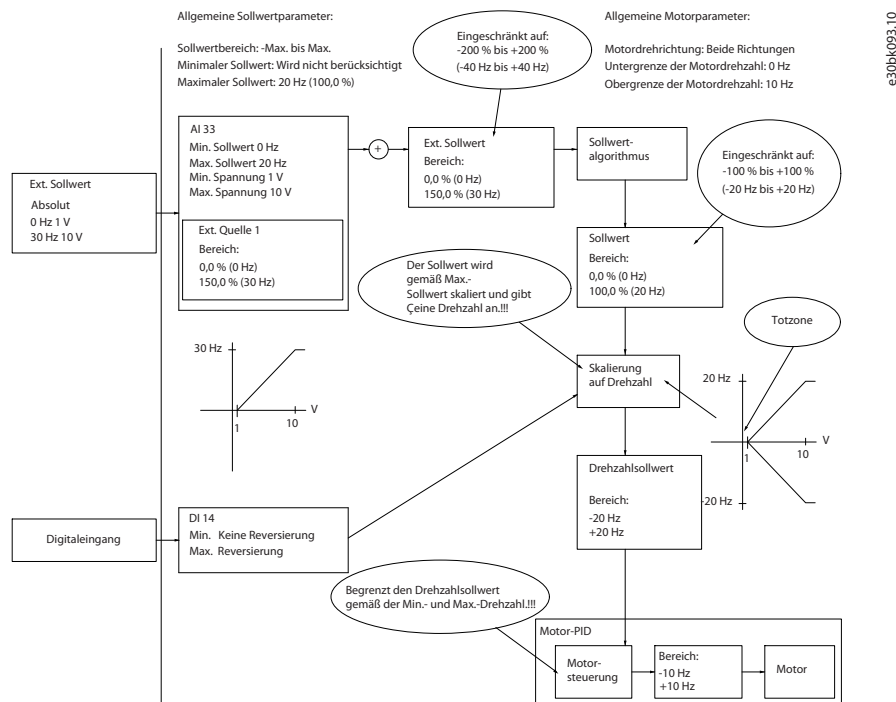 Allgemeine Sollwertparameter:
Sollwertbereich: -Max. bis Max.
Minimaler Sollwert: Wird nicht berücksichtigt
Maximaler Sollwert: 20 Hz (100,0 %)
Eingeschränkt auf:
-200 % bis +200 %
(-40 Hz bis +40 Hz)
Allgemeine Motorparameter:
Motordrehrichtung: Beide Richtungen
Untergrenze der Motordrehzahl: 0 Hz
Obergrenze der Motordrehzahl: 10 Hz
e30bk093.10
Ext. Sollwert
Absolut
0 Hz 1 V
30 Hz 10 V
AI 33
Min. Sollwert 0 Hz
Max. Sollwert 20 Hz
Min. Spannung 1 V
Max. Spannung 10 V
Ext. Quelle 1
Bereich:
0,0 % (0 Hz)
150,0 % (30 Hz)
+
Ext. Sollwert
Bereich:
0,0 % (0 Hz)
150,0 % (30 Hz)
Sollwert-
algorithmus
Eingeschränkt auf:
-100 % bis +100 %
(-20 Hz bis +20 Hz)
Sollwert
Bereich:
0,0 % (0 Hz)
100,0 % (20 Hz)
Der Sollwert wird
gemäß Max.-
Sollwert skaliert und gibt
Çeine Drehzahl an.!!!
Totzone
30 Hz
1
10
V
Skalierung
auf Drehzahl
20 Hz
1
10
V
-20 Hz
Drehzahlsollwert
Bereich:
-20 Hz
+20 Hz
Digitaleingang
DI 14
Min. Keine Reversierung
Max. Reversierung
Begrenzt den Drehzahlsollwert
gemäß der Min.- und Max.-Drehzahl.!!!
Motor-PID
Motor-
steuerung
Bereich:
-10 Hz
+10 Hz
Motor